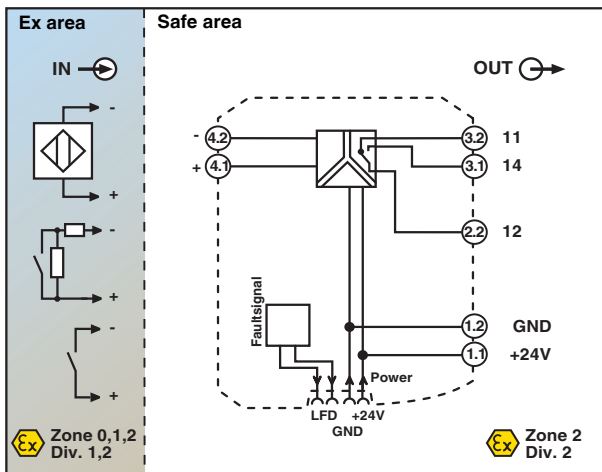 Ex area
Safe area
IN
OUT
-
+
-
+
-
+
- 4.2
+ 4.1
3.2 11
3.1 14
2.2 12
1.2 GND
1.1 +24V
Faultsignal
Power
LFD +24V
GND
Ex Zone 0,1,2
Div. 1,2
Ex Zone 2
Div. 2